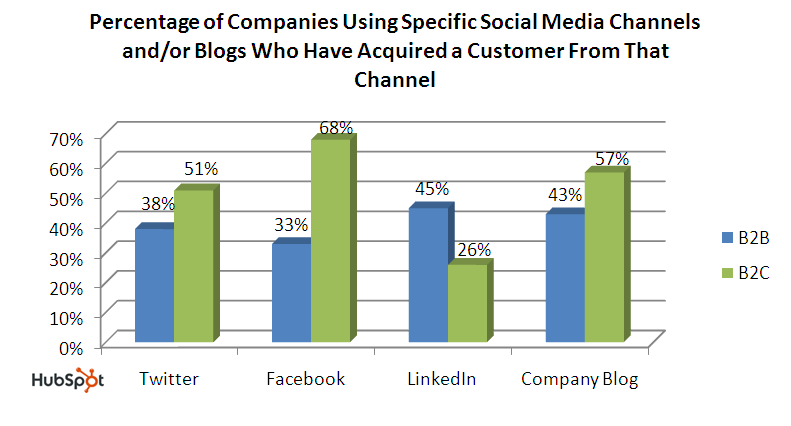 Percentage of Companies Using Specific Social Media Channels
and/or Blogs Who Have Acquired a Customer From That
Channel
70%
60%
50%
40%
30%
20%
10%
0%
38%
51%
33%
68%
45%
26%
43%
57%
B2B
B2C
HubSpot
Twitter
Facebook
LinkedIn
Company Blog